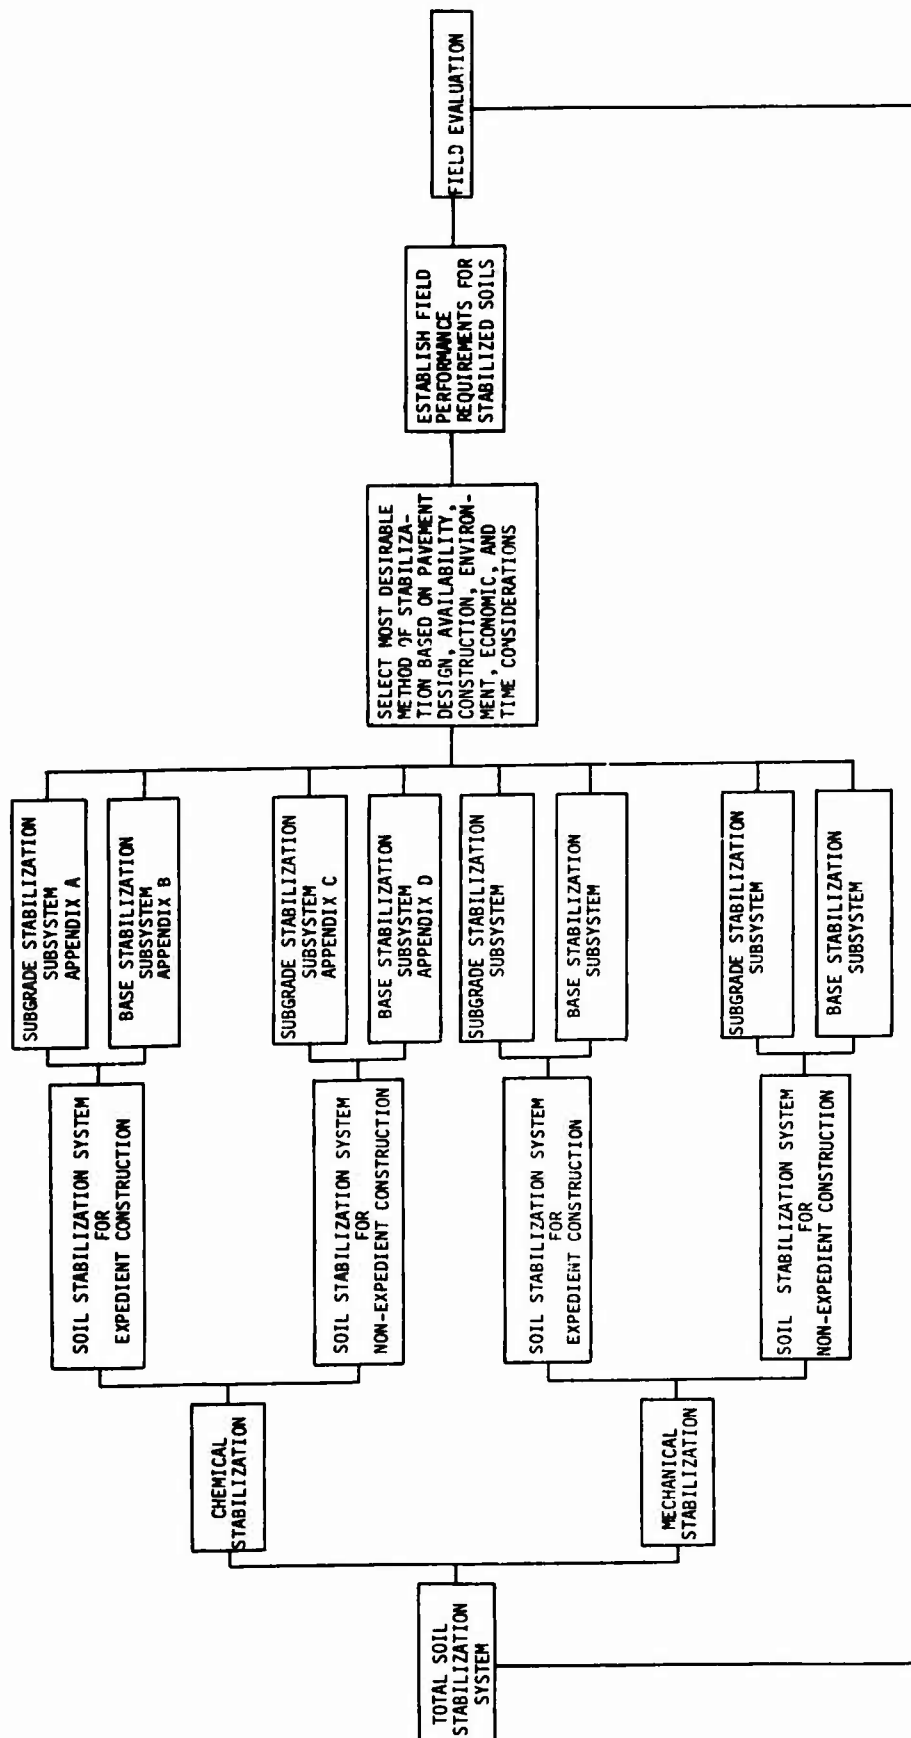 TOTAL SOIL
STABILIZATION
SYSTEM
CHEMICAL
STABILIZATION
MECHANICAL
STABILIZATION
SOIL STABILIZATION SYSTEM
FOR
EXPEDIENT CONSTRUCTION
SOIL STABILIZATION SYSTEM
FOR
NON-EXPEDIENT CONSTRUCTION
SOIL STABILIZATION SYSTEM
FOR
EXPEDIENT CONSTRUCTION
SOIL STABILIZATION SYSTEM
FOR
NON-EXPEDIENT CONSTRUCTION
SUBGRADE STABILIZATION
SUBSYSTEM
APPENDIX A
BASE STABILIZATION
SUBSYSTEM
APPENDIX B
SUBGRADE STABILIZATION
SUBSYSTEM
APPENDIX C
BASE STABILIZATION
SUBSYSTEM
APPENDIX D
SUBGRADE STABILIZATION
SUBSYSTEM
BASE STABILIZATION
SUBSYSTEM
SUBGRADE STABILIZATION
SUBSYSTEM
BASE STABILIZATION
SUBSYSTEM
SELECT MOST DESIRABLE
METHOD OF STABILIZA-
TION BASED ON PAVEMENT
DESIGN, AVAILABILITY,
CONSTRUCTION, ENVIRON-
MENT, ECONOMIC, AND
TIME CONSIDERATIONS
ESTABLISH FIELD
PERFORMANCE
REQUIREMENTS FOR
STABILIZED SOILS
FIELD EVALUATION